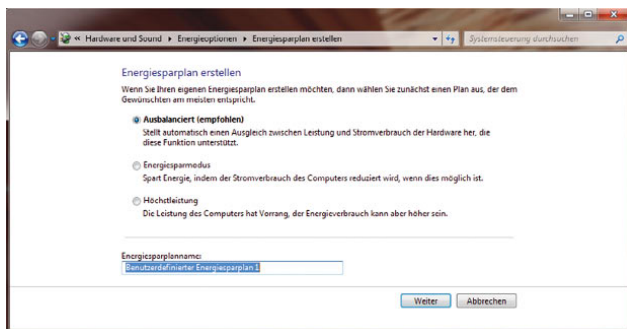 « Hardware und Sound ▸ Energieoptionen ▸ Energiesparplan erstellen
Systemsteuerung durchsuchen
Energiesparplan erstellen
Wenn Sie Ihren eigenen Energiesparplan erstellen möchten, dann wählen Sie zunächst einen Plan aus, der dem
Gewünschten am meisten entspricht.
Ausbalanciert (empfohlen)
Stellt automatisch einen Ausgleich zwischen Leistung und Stromverbrauch der Hardware her, die
diese Funktion unterstützt.
Energiesparmodus
Spart Energie, indem der Stromverbrauch des Computers reduziert wird, wenn dies möglich ist.
Höchstleistung
Die Leistung des Computers hat Vorrang, der Energieverbrauch kann aber höher sein.
Energiesparplanname:
Benutzerdefinierter Energiesparplan 1
Weiter Abbrechen